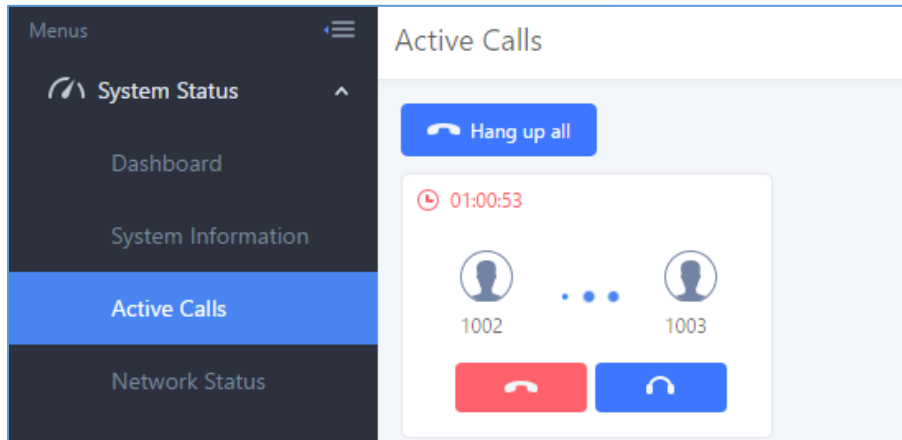 Menus
System Status
Dashboard
System Information
Active Calls
Network Status
Active Calls
Hang up all
01:00:53
1002 1003